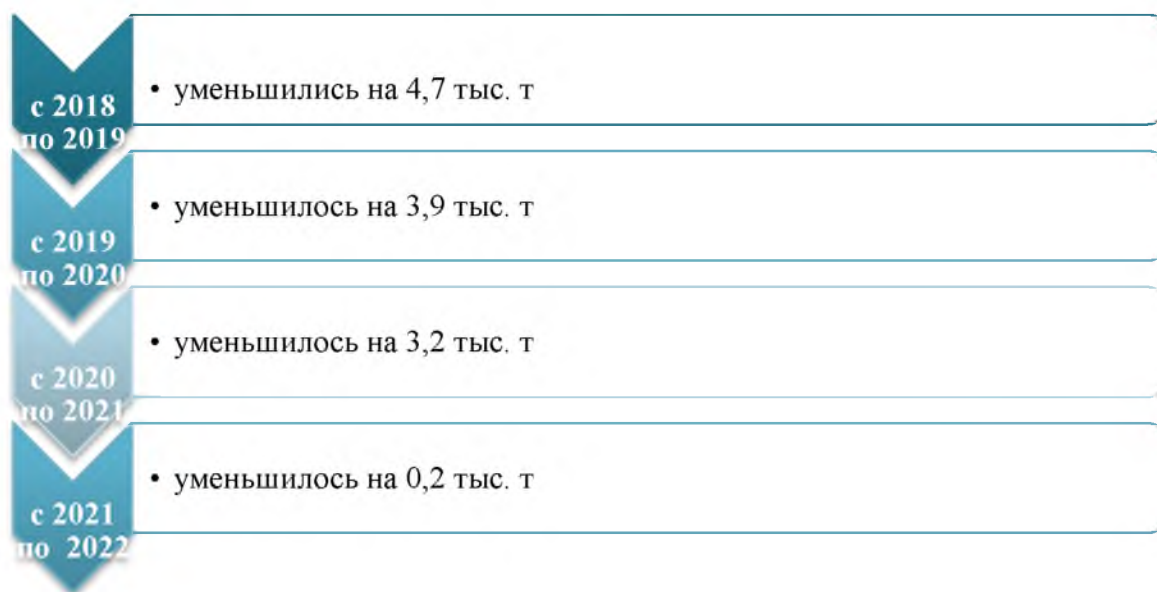 с 2018
по 2019
• уменьшились на 4,7 тыс. т
с 2019
по 2020
• уменьшилось на 3,9 тыс. т
с 2020
по 2021
• уменьшилось на 3,2 тыс. т
с 2021
по 2022
• уменьшилось на 0,2 тыс. т